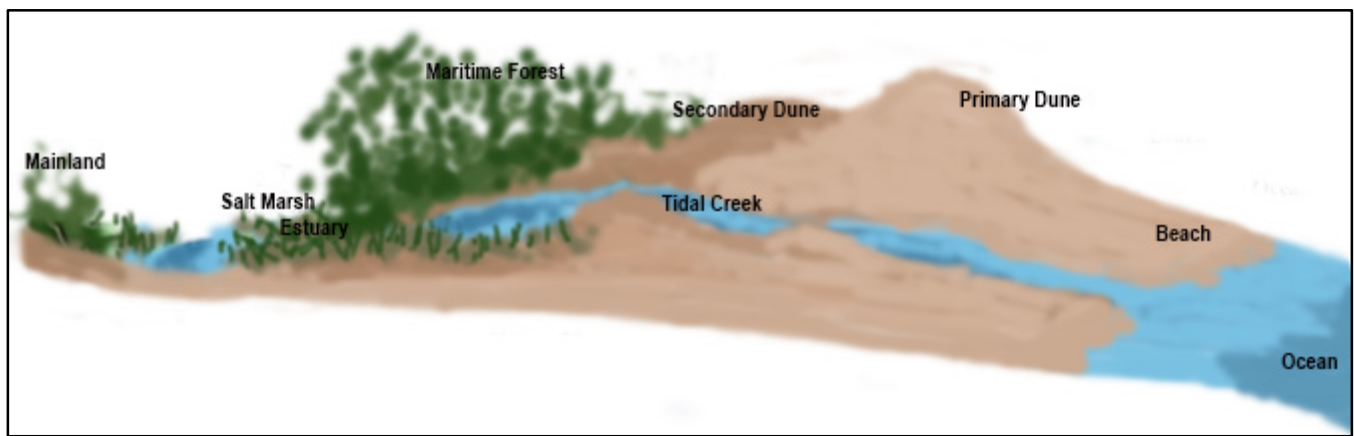 Maritime Forest
Primary Dune
Secondary Dune
Mainland
Salt Marsh
Tidal Creek
Estuary
Beach
Ocean